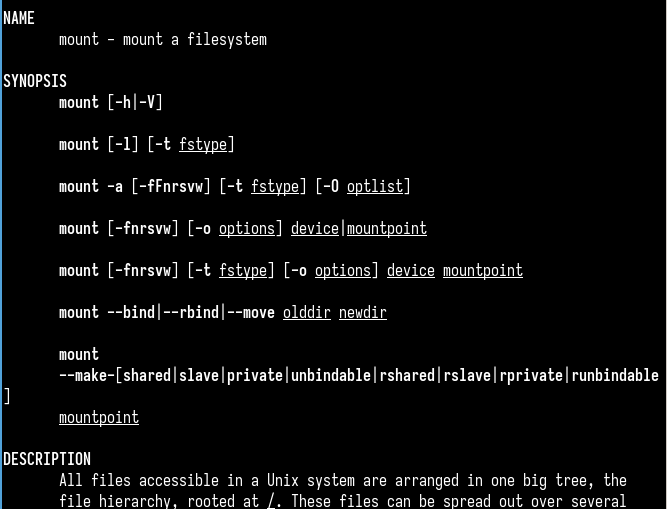 NAME
mount - mount a filesystem
SYNOPSIS
mount [-h|-V]
mount [-l] [-t fstype]
mount -a [-fFnrsvw] [-t fstype] [-O optlist]
mount [-fnrsvw] [-o options] device|mountpoint
mount [-fnrsvw] [-t fstype] [-o options] device mountpoint
mount --bind|--rbind|--move olddir newdir
mount
--make-[shared|slave|private|unbindable|rshared|rslave|rprivate|runbindable
]
mountpoint
DESCRIPTION
All files accessible in a Unix system are arranged in one big tree, the
file hierarchy, rooted at /. These files can be spread out over several